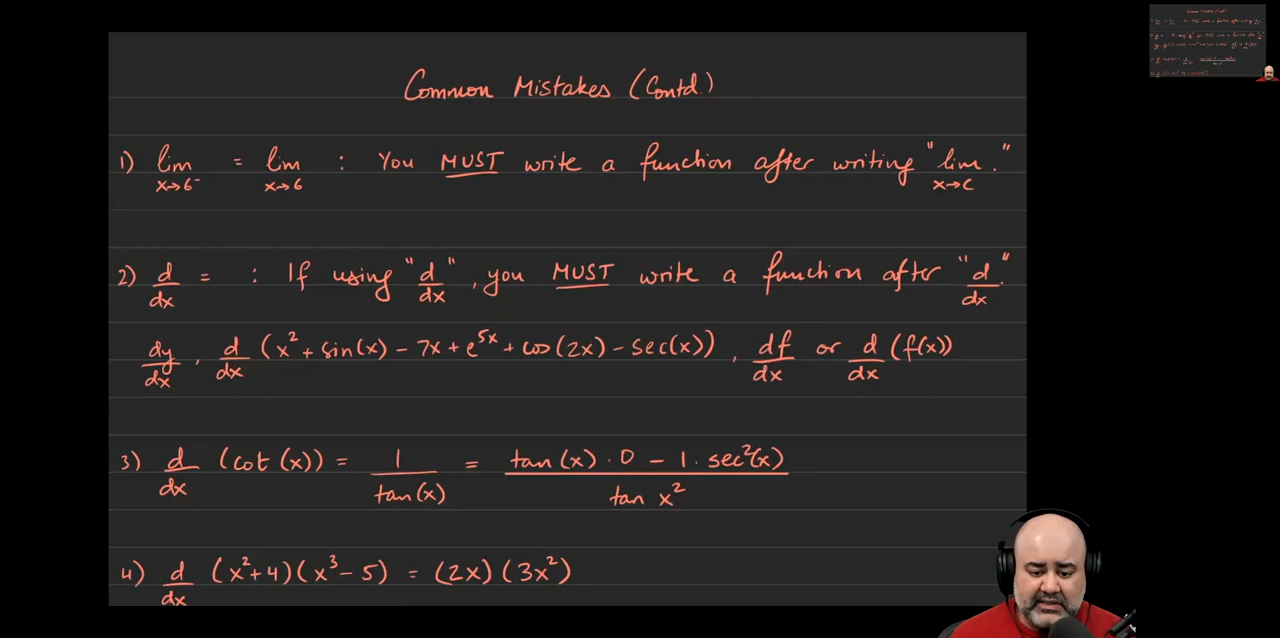 Common Mistakes (Contd.)
1) lim x→6⁻ = lim x→6 : You MUST write a function after writing "lim x→c ."
2) d/dx = : If using "d/dx", you MUST write a function after "d/dx."
dy/dx , d/dx (x² + sin(x) – 7x + e^5x + cos(2x) – sec(x)) , df/dx or d/dx (f(x))
3) d/dx (cot(x)) = 1/tan(x) = tan(x) · 0 – 1 · sec²(x) / tan x²
4) d/dx (x²+4)(x³–5) = (2x)(3x²)